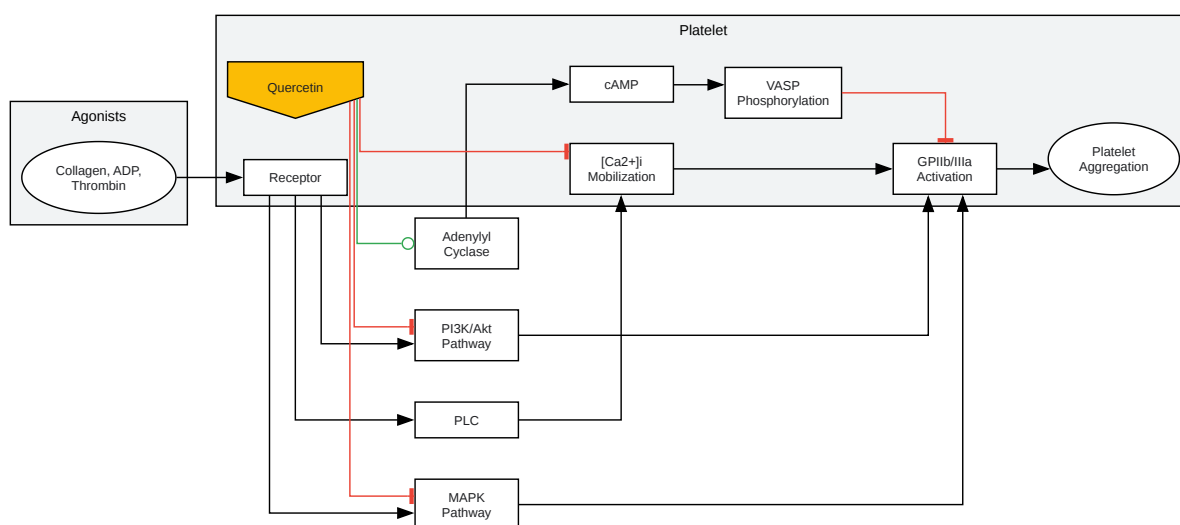 Platelet
Quercetin
cAMP
VASP
Phosphorylation
Agonists
Collagen, ADP,
Thrombin
Receptor
[Ca2+]i
Mobilization
GPIIb/IIIa
Activation
Platelet
Aggregation
Adenylyl
Cyclase
PI3K/Akt
Pathway
PLC
MAPK
Pathway